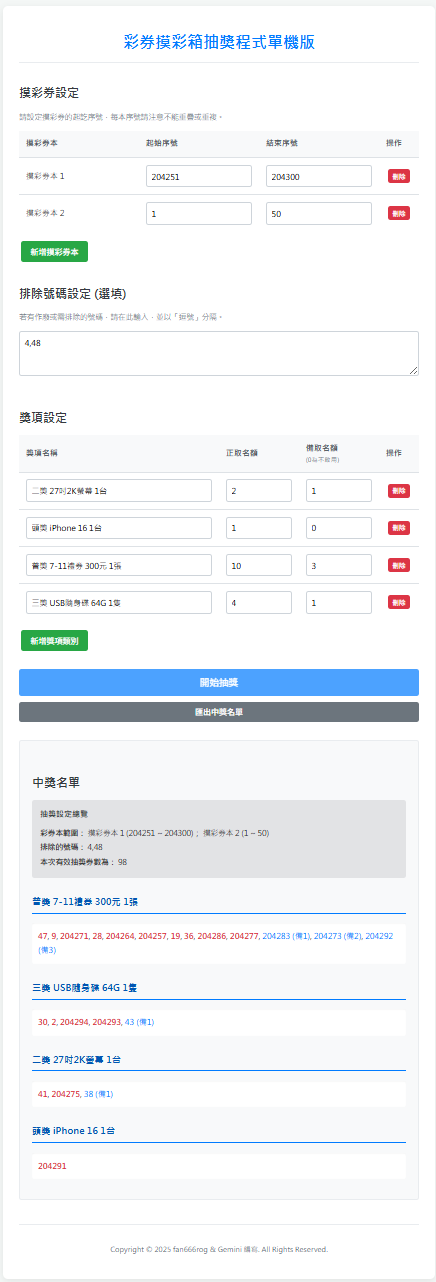 彩券摸彩箱抽獎程式單機版
摸彩券設定
請設定摸彩券的起訖序號，每本序號請注意不能重疊或重複。
摸彩券本 起始序號 結束序號 操作
摸彩券本 1 204251 204300 刪除
摸彩券本 2 1 50 刪除
新增摸彩券本
排除號碼設定 (選填)
若有作廢或需排除的號碼，請在此輸入，並以「逗號」分隔。
4,48
獎項設定
獎項名稱 正取名額 備取名額 操作
二獎 27吋2K螢幕 1台 2 1 刪除
頭獎 iPhone 16 1台 1 0 刪除
普獎 7-11禮券 300元 1張 10 3 刪除
三獎 USB隨身碟 64G 1隻 4 1 刪除
新增獎項類別
開始抽獎
匯出中獎名單
中獎名單
抽獎設定總覽
彩券本範圍： 摸彩券本 1 (204251 ~ 204300)； 摸彩券本 2 (1 ~ 50)
排除的號碼： 4,48
本次有效抽獎券數為： 98
普獎 7-11禮券 300元 1張
47, 9, 204271, 28, 204264, 204257, 19, 36, 204286, 204277, 204283 (備1), 204273 (備2), 204292
(備3)
三獎 USB隨身碟 64G 1隻
30, 2, 204294, 204293, 43 (備1)
二獎 27吋2K螢幕 1台
41, 204275, 38 (備1)
頭獎 iPhone 16 1台
204291
Copyright © 2025 fan666rog & Gemini 編寫. All Rights Reserved.